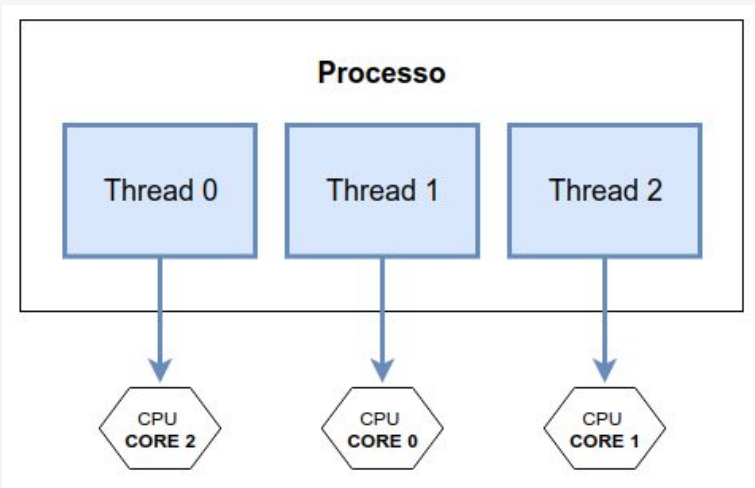 Processo
Thread 0
Thread 1
Thread 2
CPU
CORE 2
CPU
CORE 0
CPU
CORE 1